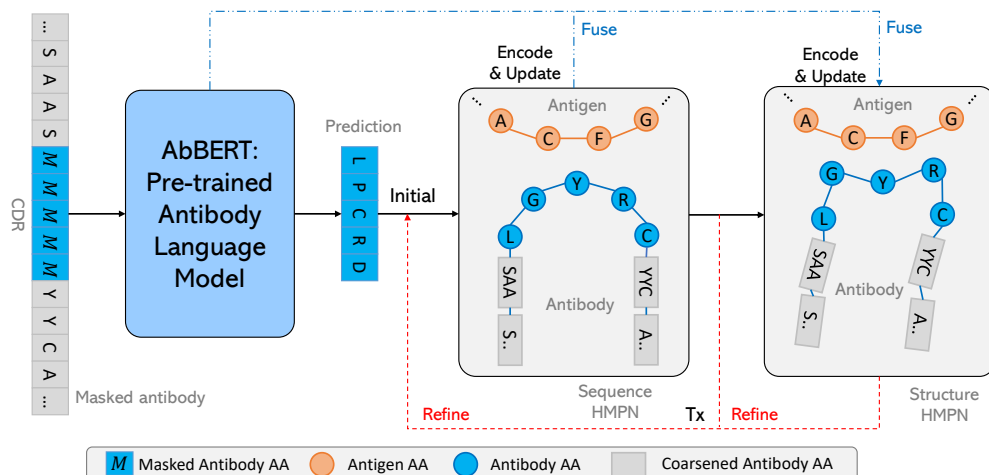 ...
S
A
A
S
M
M
M
M
M
Y
Y
C
A
...
CDR
Masked antibody
AbBERT:
Pre-trained
Antibody
Language
Model
Prediction
L
P
C
R
D
Initial
Fuse
Encode
& Update
Antigen
...
A
C
F
G
...
L
G
Y
R
C
SAA
S..
YYC
A..
Antibody
Sequence
HMPN
Fuse
Encode
& Update
Antigen
...
A
C
F
G
...
L
G
Y
R
C
SAA
S..
YYC
A..
Antibody
Structure
HMPN
Refine
Tx
Refine
M Masked Antibody AA Antigen AA Antibody AA Coarsened Antibody AA